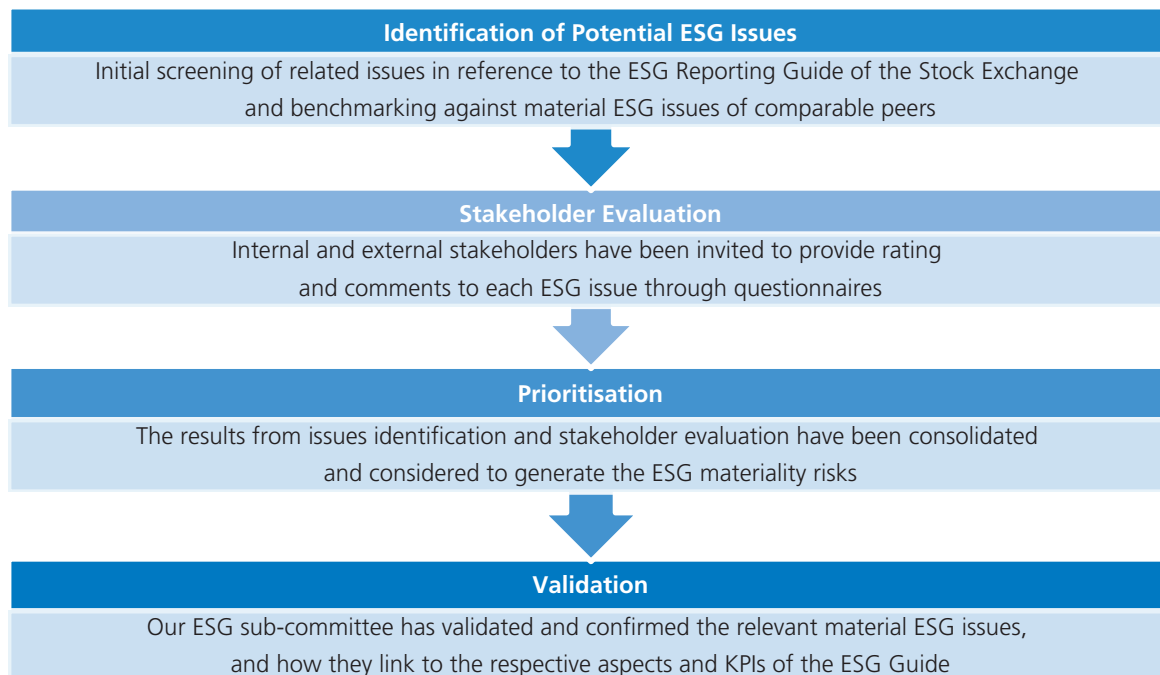 Identification of Potential ESG Issues
Initial screening of related issues in reference to the ESG Reporting Guide of the Stock Exchange
and benchmarking against material ESG issues of comparable peers
Stakeholder Evaluation
Internal and external stakeholders have been invited to provide rating
and comments to each ESG issue through questionnaires
Prioritisation
The results from issues identification and stakeholder evaluation have been consolidated
and considered to generate the ESG materiality risks
Validation
Our ESG sub-committee has validated and confirmed the relevant material ESG issues,
and how they link to the respective aspects and KPIs of the ESG Guide